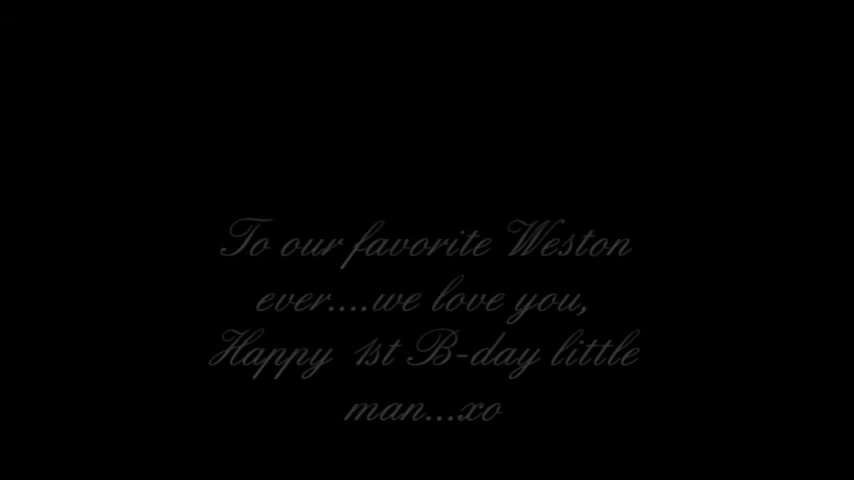 To our favorite Weston
ever....we love you,
Happy 1st B-day little
man...xo